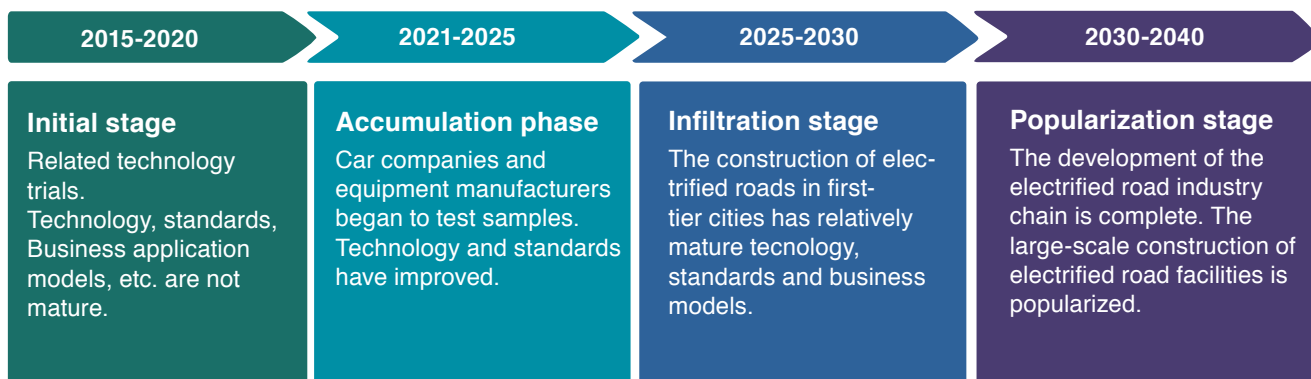 2015-2020
2021-2025
2025-2030
2030-2040
Initial stage
Related technology
trials.
Technology, standards,
Business application
models, etc. are not
mature.
Accumulation phase
Car companies and
equipment manufacturers
began to test samples.
Technology and standards
have improved.
Infiltration stage
The construction of elec-
trified roads in first-
tier cities has relatively
mature tecnology,
standards and business
models.
Popularization stage
The development of the
electrified road industry
chain is complete. The
large-scale construction of
electrified road facilities is
popularized.